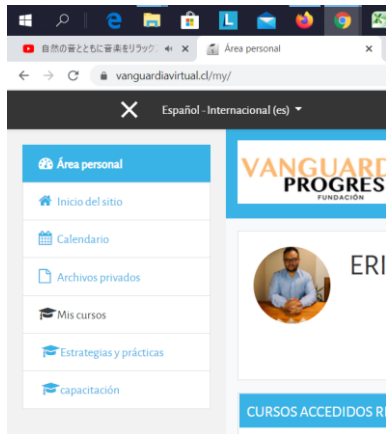 自然の音とともに音楽をリラック
Área personal
vanguardiavirtual.cl/my/
Español - Internacional (es)
Área personal
Inicio del sitio
Calendario
Archivos privados
Mis cursos
Estrategias y prácticas
capacitación
VANGUARD
PROGRES
FUNDACIÓN
ERI
CURSOS ACCEDIDOS RE